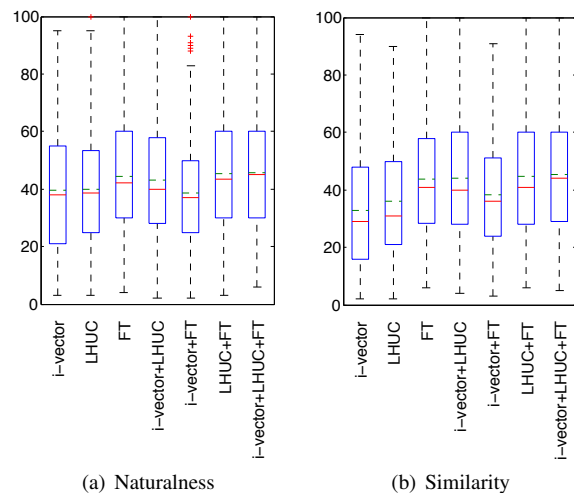 100
80
60
40
20
0
i-vector
LHUC
FT
i-vector+LHUC
i-vector+FT
LHUC+FT
i-vector+LHUC+FT
(a) Naturalness
100
80
60
40
20
0
i-vector
LHUC
FT
i-vector+LHUC
i-vector+FT
LHUC+FT
i-vector+LHUC+FT
(b) Similarity